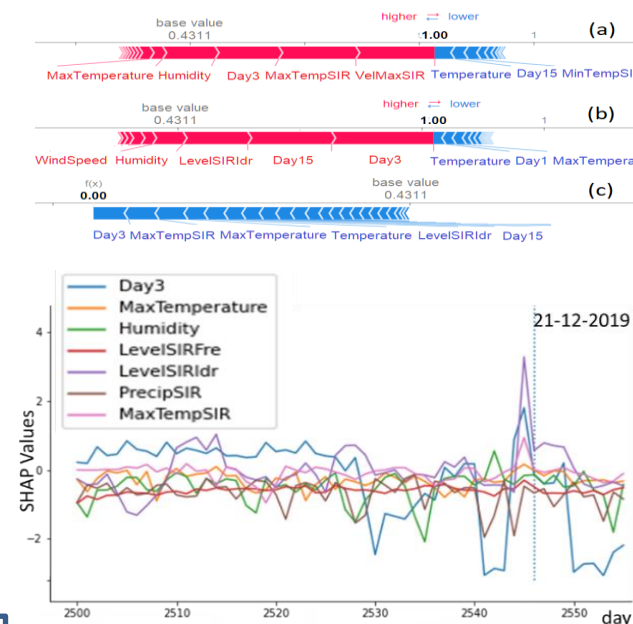 higher lower
base value
0.4311
1.00
1
(a)
MaxTemperature Humidity Day3 MaxTempSIR VelMaxSIR Temperature Day15 MinTempSI
higher lower
base value
0.4311
1.00
1
(b)
WindSpeed Humidity LevelSIRIdr Day15 Day3 Temperature Day1 MaxTempera
f(x)
0.00
base value
0.4311
(c)
Day3 MaxTempSIR MaxTemperature Temperature LevelSIRIdr Day15
Day3
MaxTemperature
Humidity
LevelSIRFre
LevelSIRIdr
PrecipSIR
MaxTempSIR
21-12-2019
SHAP Values
4
2
0
−2
2500 2510 2520 2530 2540 2550
day